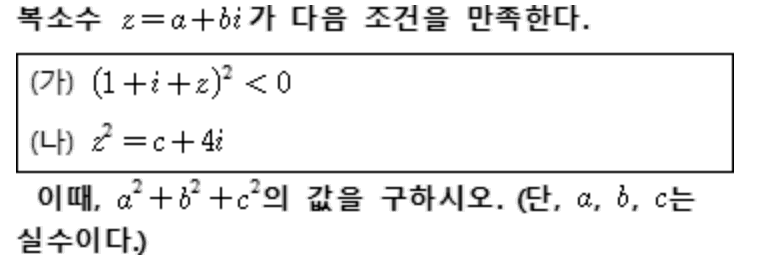 복소수 z=a+bi가 다음 조건을 만족한다.
(가) (1+i+z)² < 0
(나) z² = c+4i
이때, a²+b²+c²의 값을 구하시오. (단, a, b, c는
실수이다.)